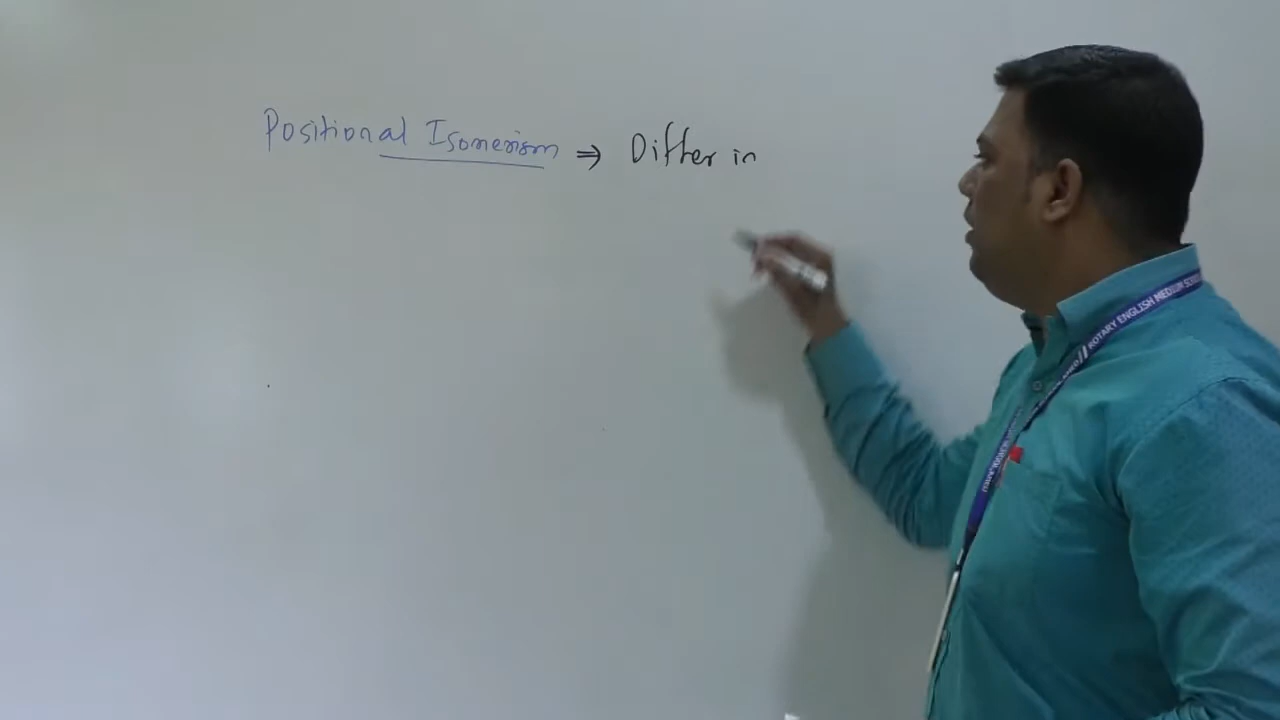 Positional Isomerism ⇒ Differ in
ROTARY ENGLISH MEDIUM